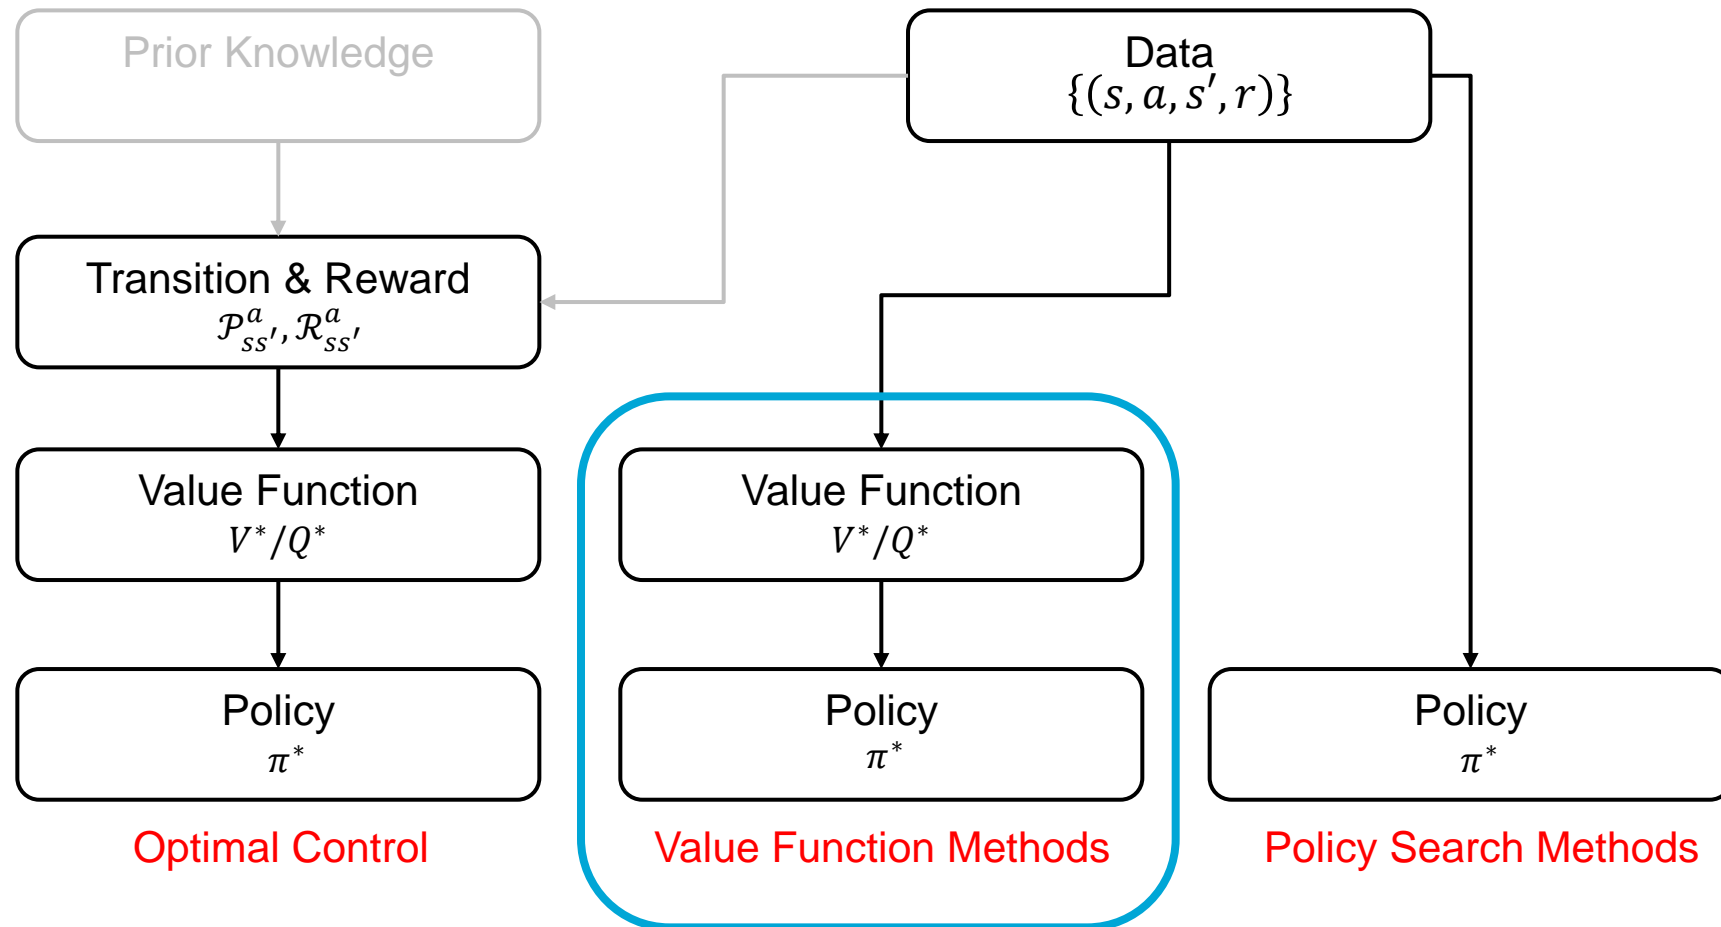 Prior Knowledge
Data
{(s, a, s′, r)}
Transition & Reward
𝒫ᵃₛₛ′, ℛᵃₛₛ′
Value Function
V*/Q*
Value Function
V*/Q*
Policy
π*
Policy
π*
Policy
π*
Optimal Control
Value Function Methods
Policy Search Methods